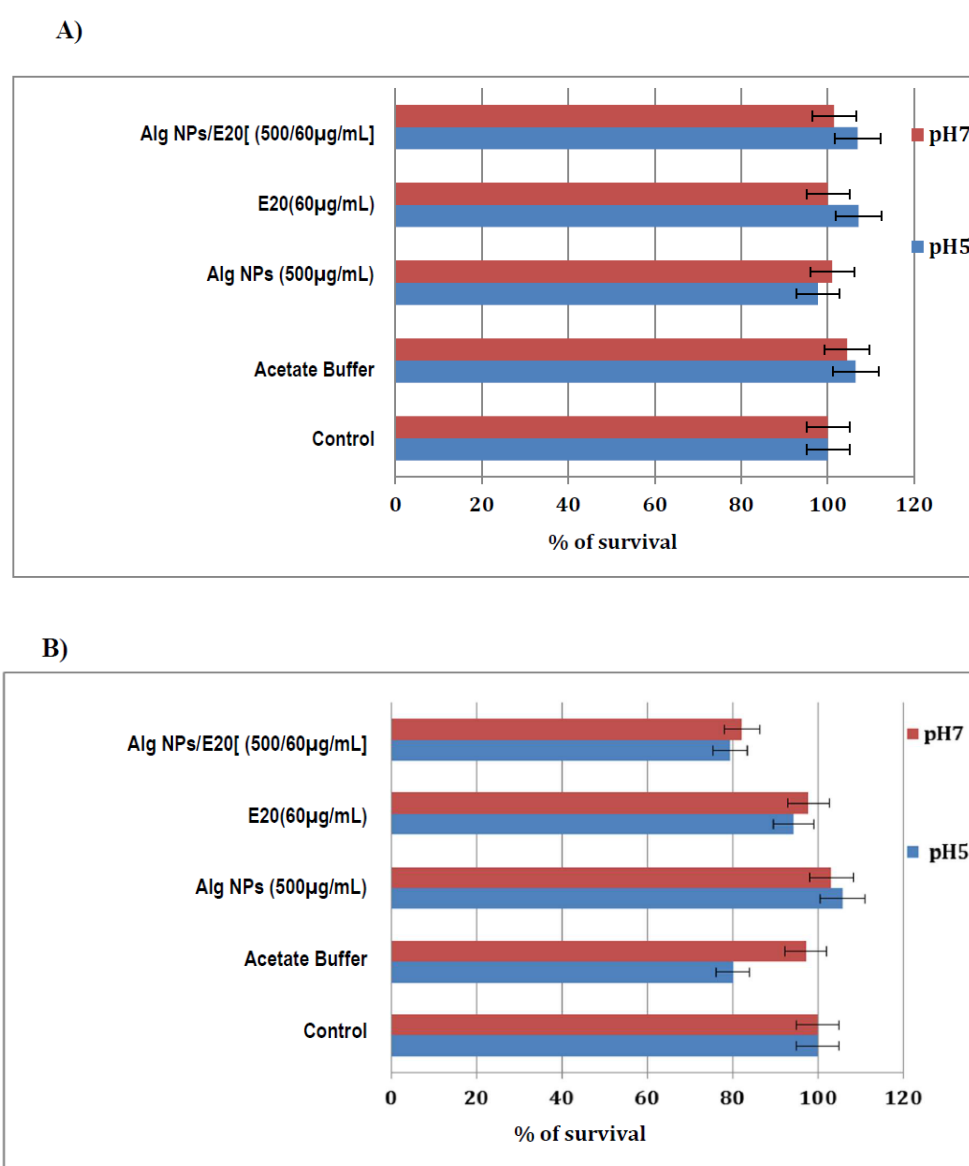 A)
Alg NPs/E20[ (500/60µg/mL]
E20(60µg/mL)
Alg NPs (500µg/mL)
Acetate Buffer
Control
pH7
pH5
0 20 40 60 80 100 120
% of survival
B)
Alg NPs/E20[ (500/60µg/mL]
E20(60µg/mL)
Alg NPs (500µg/mL)
Acetate Buffer
Control
pH7
pH5
0 20 40 60 80 100 120
% of survival